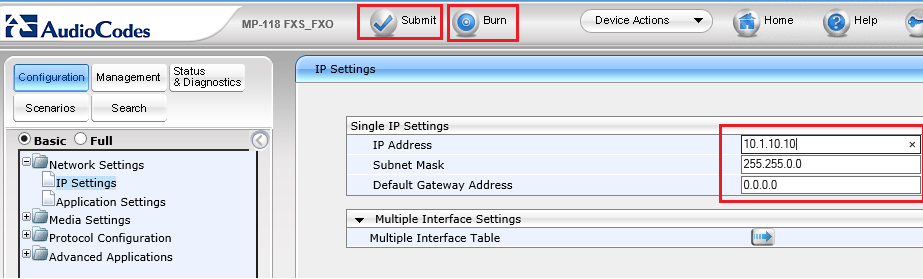 AudioCodes
MP-118 FXS_FXO
Submit
Burn
Device Actions
Home
Help
Configuration
Management
Status
& Diagnostics
Scenarios
Search
Basic
Full
Network Settings
IP Settings
Application Settings
Media Settings
Protocol Configuration
Advanced Applications
IP Settings
Single IP Settings
IP Address 10.1.10.10 ×
Subnet Mask 255.255.0.0
Default Gateway Address 0.0.0.0
Multiple Interface Settings
Multiple Interface Table